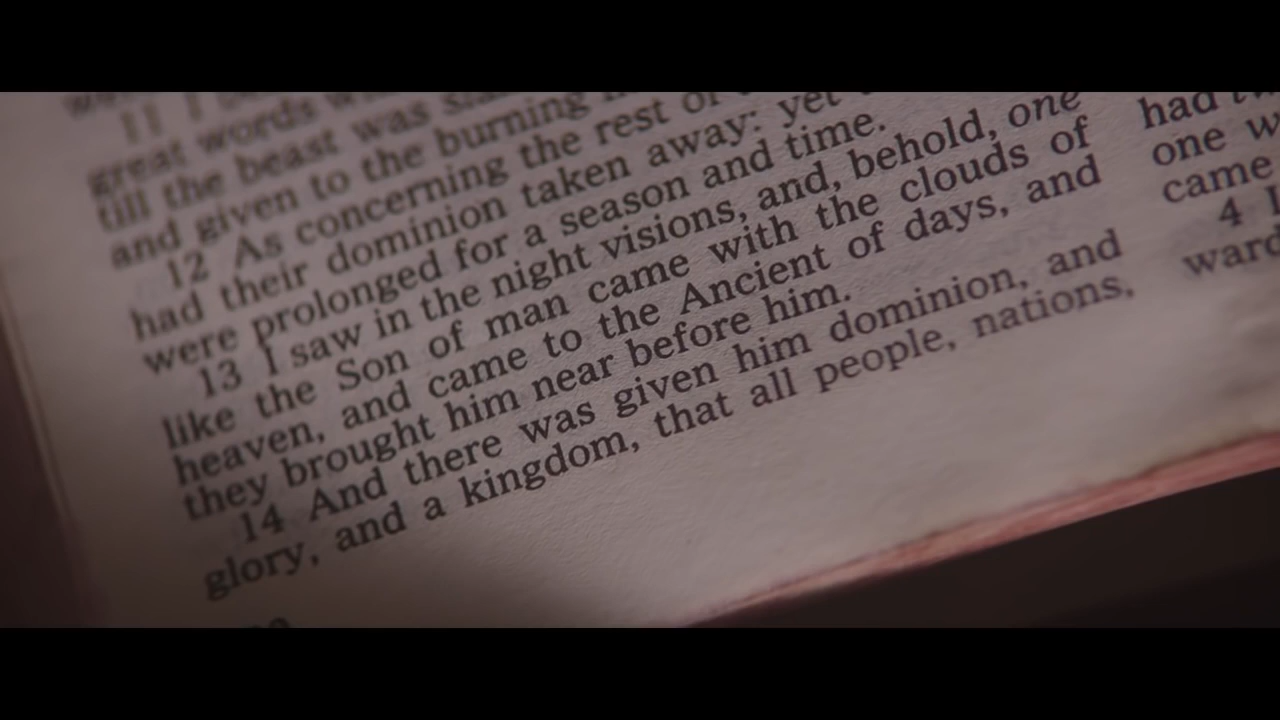 11 I
great words
till the beast was
and given to the burning
12 As concerning the rest of
had their dominion taken away: yet
were prolonged for a season and time.
13 I saw in the night visions, and, behold, one
like the Son of man came with the clouds of
heaven, and came to the Ancient of days, and
they brought him near before him.
14 And there was given him dominion, and
glory, and a kingdom, that all people, nations,
had
one
came
4
ward